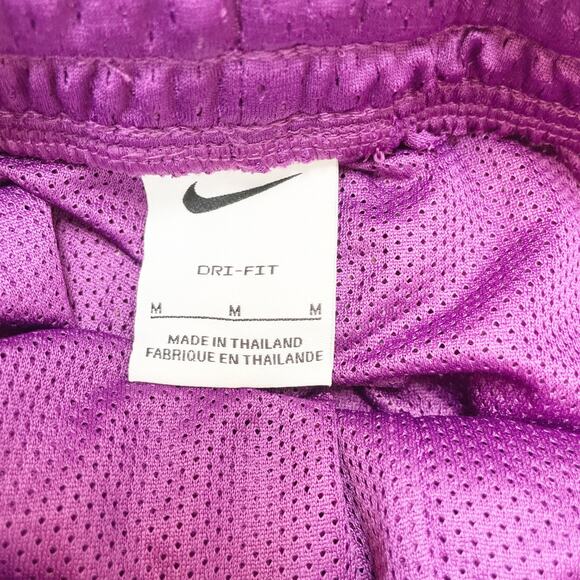 DRI-FIT
M M M
MADE IN THAILAND
FABRIQUE EN THAILANDE